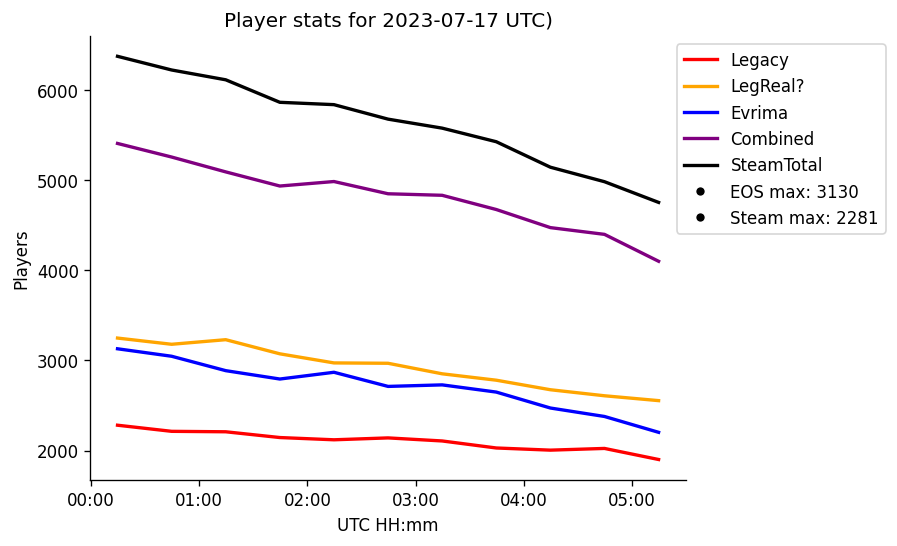 Player stats for 2023-07-17 UTC)
Legacy
LegReal?
Evrima
Combined
SteamTotal
EOS max: 3130
Steam max: 2281
Players
6000
5000
4000
3000
2000
00:00 01:00 02:00 03:00 04:00 05:00
UTC HH:mm